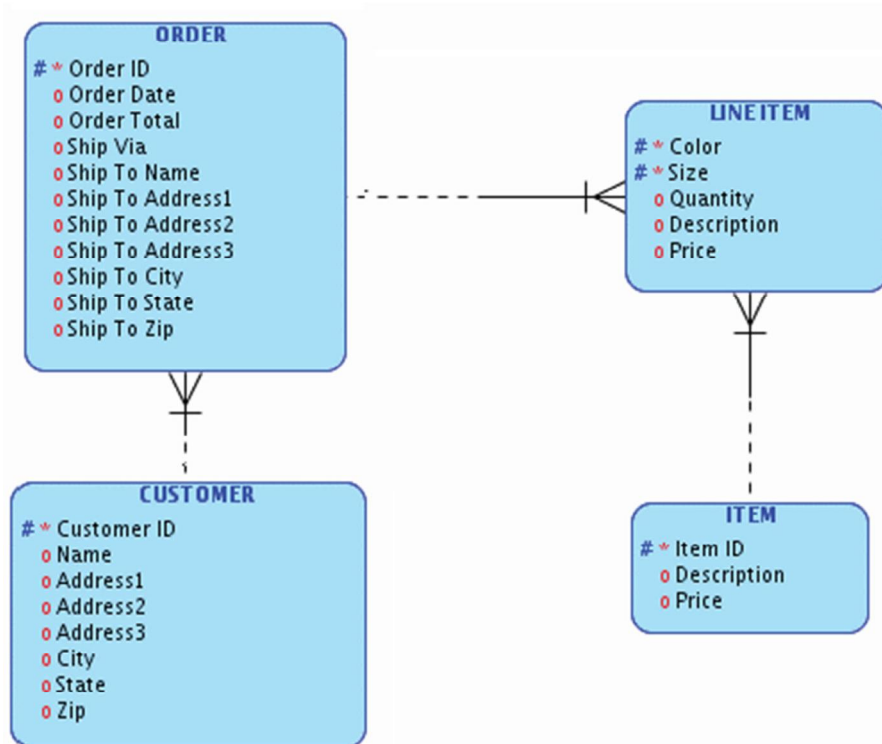 ORDER
# * Order ID
o Order Date
o Order Total
o Ship Via
o Ship To Name
o Ship To Address1
o Ship To Address2
o Ship To Address3
o Ship To City
o Ship To State
o Ship To Zip
LINE ITEM
# * Color
# * Size
o Quantity
o Description
o Price
CUSTOMER
# * Customer ID
o Name
o Address1
o Address2
o Address3
o City
o State
o Zip
ITEM
# * Item ID
o Description
o Price